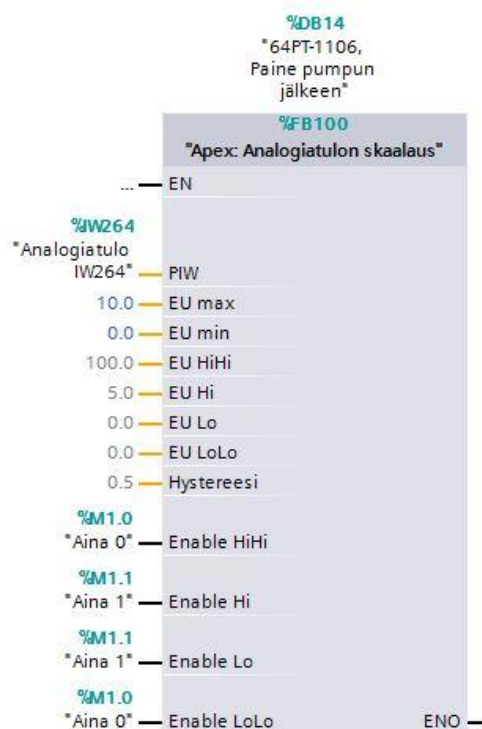 %DB14
"64PT-1106,
Paine pumpun
jälkeen"
%FB100
"Apex: Analogiatulon skaalaus"
... EN
%IW264
"Analogiatulo
IW264" PIW
10.0 EU max
0.0 EU min
100.0 EU HiHi
5.0 EU Hi
0.0 EU Lo
0.0 EU LoLo
0.5 Hystereesi
%M1.0
"Aina 0" Enable HiHi
%M1.1
"Aina 1" Enable Hi
%M1.1
"Aina 1" Enable Lo
%M1.0
"Aina 0" Enable LoLo ENO